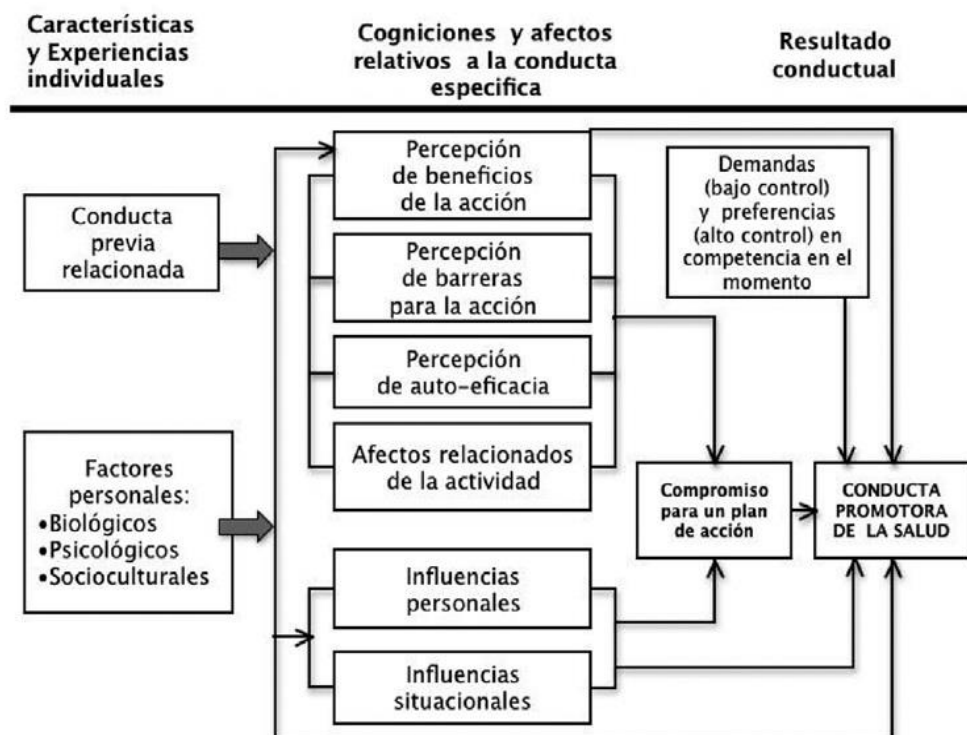 Características
y Experiencias
individuales
Cogniciones y afectos
relativos a la conducta
especifica
Resultado
conductual
Conducta
previa
relacionada
Factores
personales:
•Biológicos
•Psicológicos
•Socioculturales
Percepción
de beneficios
de la acción
Percepción
de barreras
para la acción
Percepción
de auto-eficacia
Afectos relacionados
de la actividad
Influencias
personales
Influencias
situacionales
Demandas
(bajo control)
y preferencias
(alto control) en
competencia en el
momento
Compromiso
para un plan
de acción
CONDUCTA
PROMOTORA
DE LA SALUD